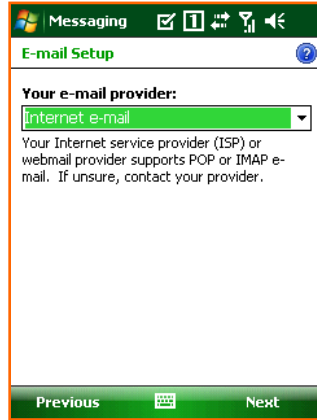 Messaging
E-mail Setup
Your e-mail provider:
Internet e-mail
Your Internet service provider (ISP) or
webmail provider supports POP or IMAP e-
mail.  If unsure, contact your provider.
Previous
Next